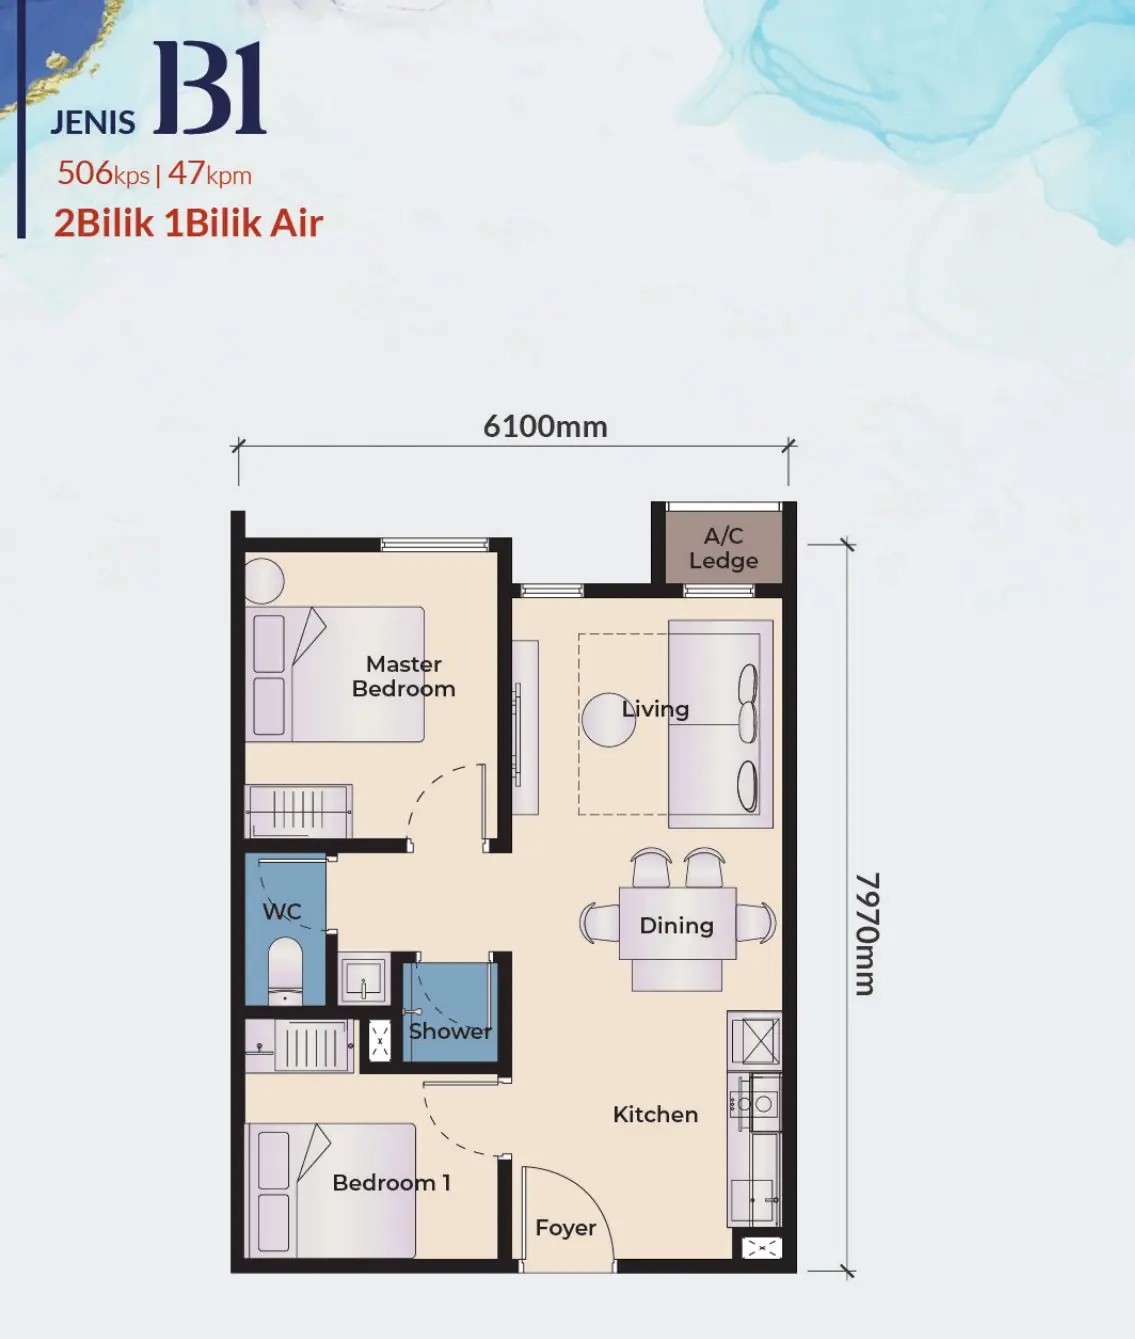 JENIS B1
506kps | 47kpm
2Bilik 1Bilik Air
6100mm
A/C
Ledge
Master
Bedroom
Living
WC
Dining
7970mm
Shower
Kitchen
Bedroom 1
Foyer